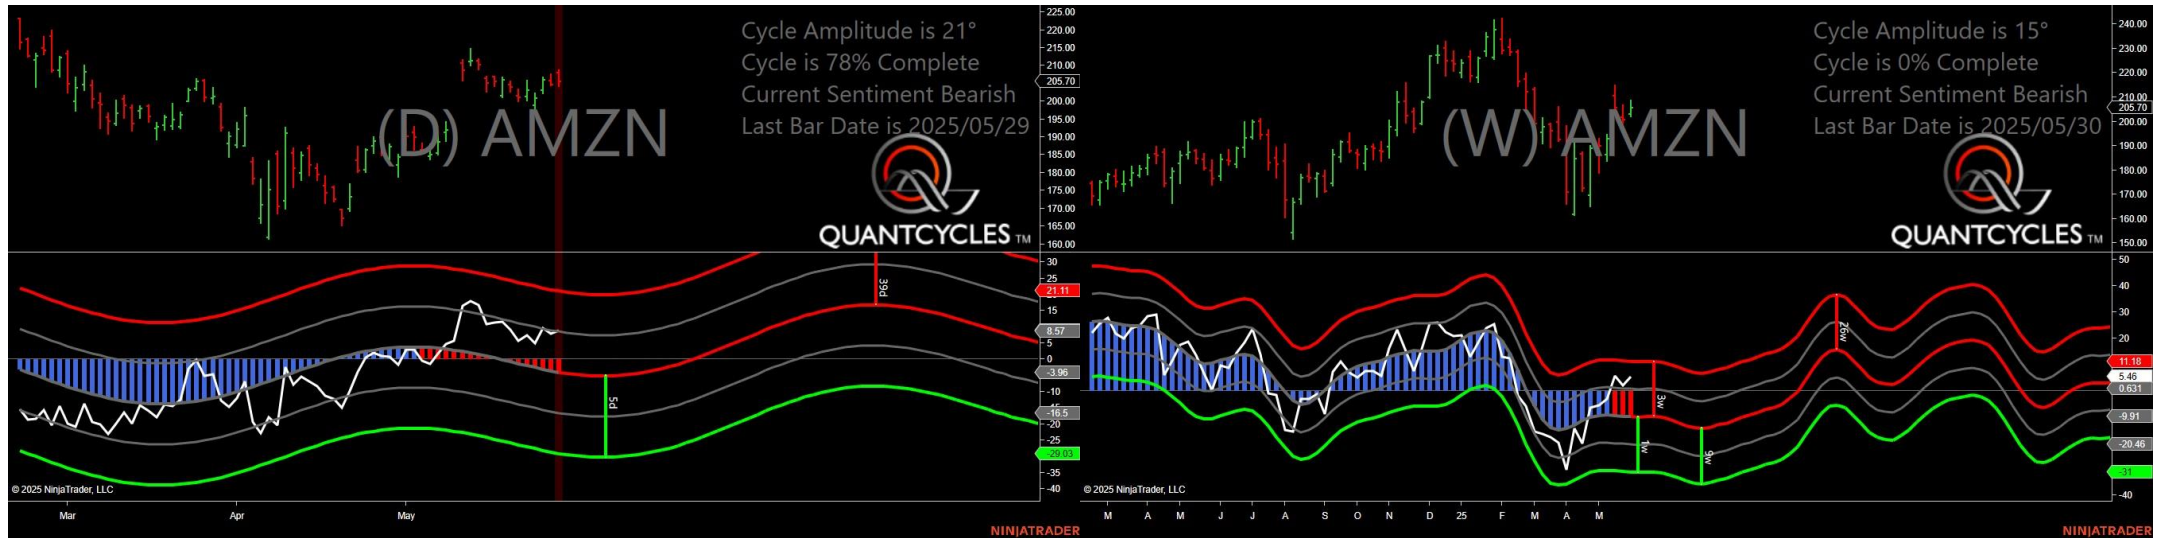 Cycle Amplitude is 21°
Cycle is 78% Complete
Current Sentiment Bearish
Last Bar Date is 2025/05/29
(D) AMZN
QUANTCYCLES TM
225.00
220.00
215.00
210.00
205.70
200.00
195.00
190.00
185.00
180.00
175.00
170.00
165.00
160.00
30
25
21.11
15
8.57
5
0
-3.96
-10
-16.5
-20
-25
-29.03
-35
-40
39d
5d
© 2025 NinjaTrader, LLC
Mar Apr May
NINJATRADER
Cycle Amplitude is 15°
Cycle is 0% Complete
Current Sentiment Bearish
Last Bar Date is 2025/05/30
(W) AMZN
QUANTCYCLES TM
240.00
230.00
220.00
210.00
205.70
200.00
190.00
180.00
170.00
160.00
150.00
50
40
30
20
11.18
5.46
0.631
-9.91
-20.46
-31
-40
26w
3w
1w
9w
© 2025 NinjaTrader, LLC
M A M J J A S O N D 25 F M A M
NINJATRADER